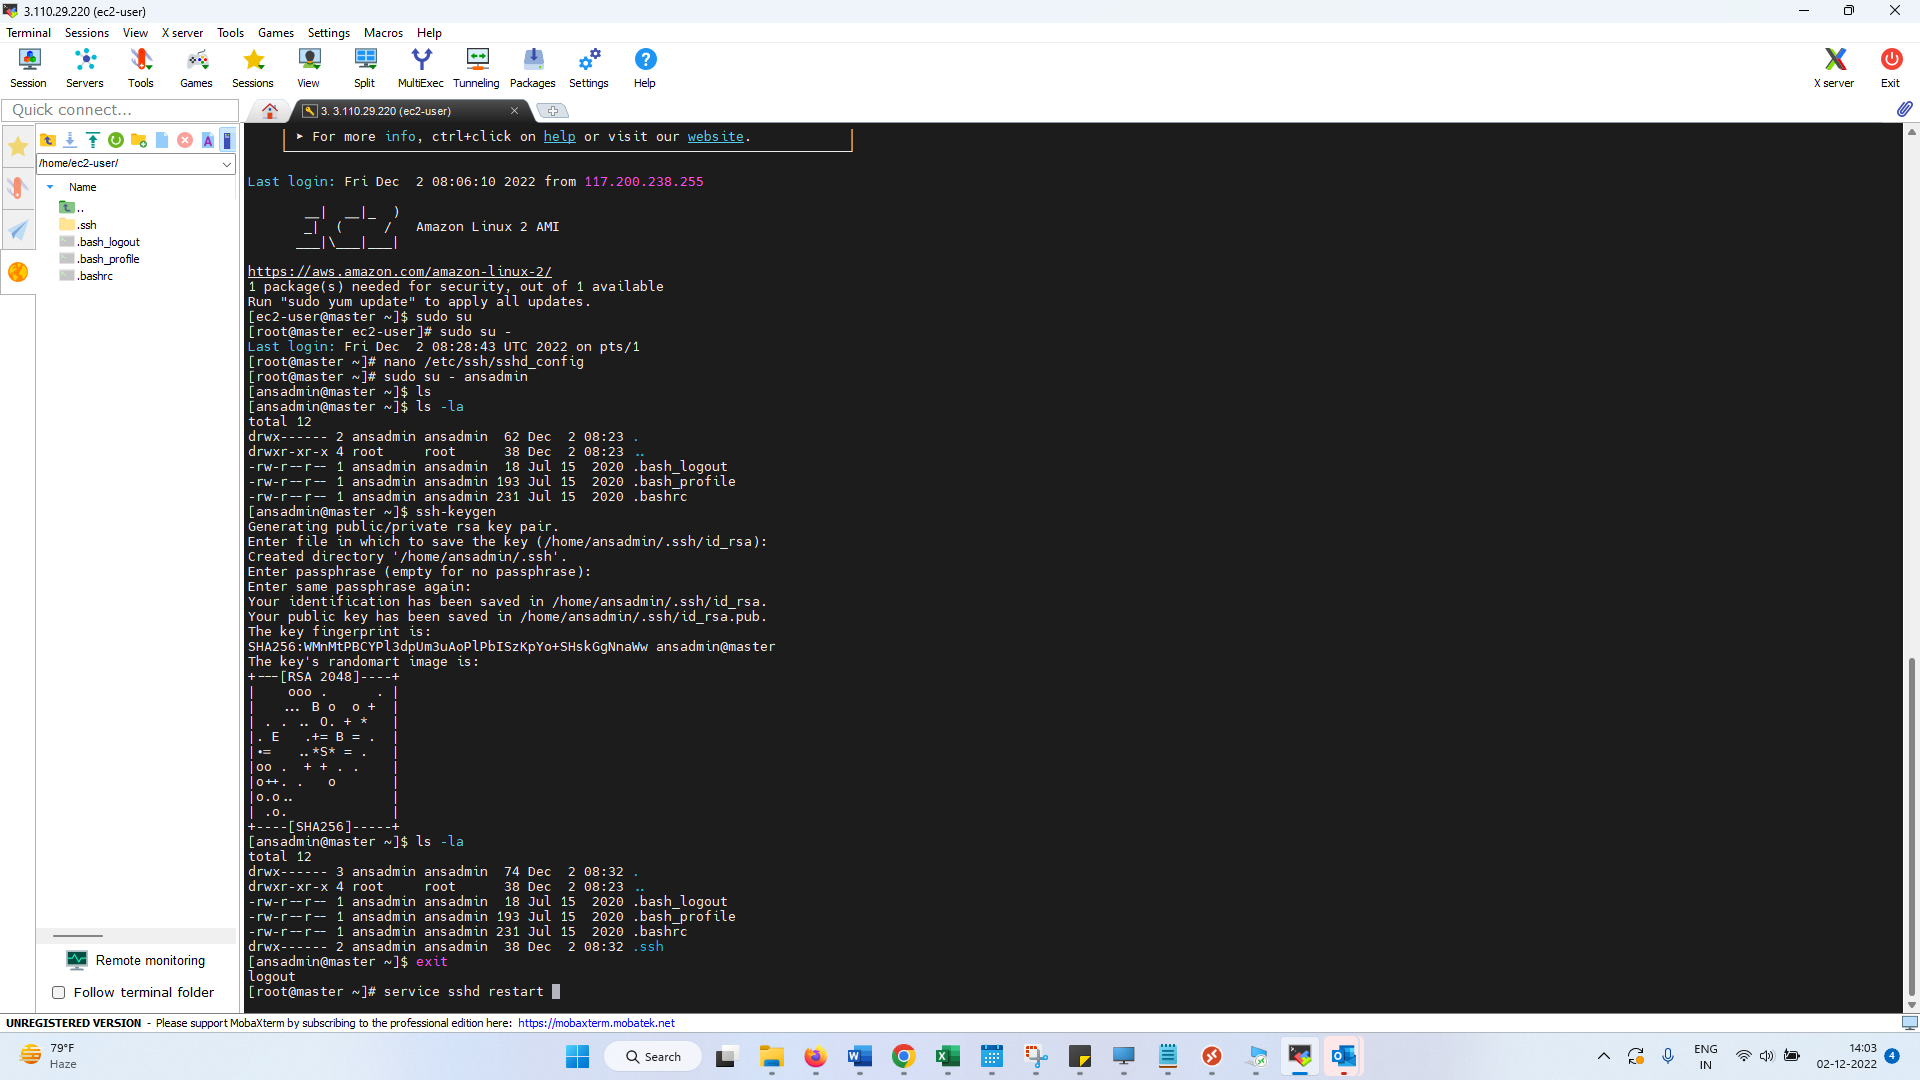 3.110.29.220 (ec2-user)
Terminal Sessions View X server Tools Games Settings Macros Help
Session Servers Tools Games Sessions View Split MultiExec Tunneling Packages Settings Help X server Exit
Quick connect...
3. 3.110.29.220 (ec2-user)
/home/ec2-user/
Name
..
.ssh
.bash_logout
.bash_profile
.bashrc
Remote monitoring
Follow terminal folder
➤ For more info, ctrl+click on help or visit our website.
Last login: Fri Dec  2 08:06:10 2022 from 117.200.238.255
       __|  __|_  )
       _|  (     /   Amazon Linux 2 AMI
      ___|\___|___|
https://aws.amazon.com/amazon-linux-2/
1 package(s) needed for security, out of 1 available
Run "sudo yum update" to apply all updates.
[ec2-user@master ~]$ sudo su
[root@master ec2-user]# sudo su -
Last login: Fri Dec  2 08:28:43 UTC 2022 on pts/1
[root@master ~]# nano /etc/ssh/sshd_config
[root@master ~]# sudo su - ansadmin
[ansadmin@master ~]$ ls
[ansadmin@master ~]$ ls -la
total 12
drwx------ 2 ansadmin ansadmin  62 Dec  2 08:23 .
drwxr-xr-x 4 root     root      38 Dec  2 08:23 ..
-rw-r--r-- 1 ansadmin ansadmin  18 Jul 15  2020 .bash_logout
-rw-r--r-- 1 ansadmin ansadmin 193 Jul 15  2020 .bash_profile
-rw-r--r-- 1 ansadmin ansadmin 231 Jul 15  2020 .bashrc
[ansadmin@master ~]$ ssh-keygen
Generating public/private rsa key pair.
Enter file in which to save the key (/home/ansadmin/.ssh/id_rsa):
Created directory '/home/ansadmin/.ssh'.
Enter passphrase (empty for no passphrase):
Enter same passphrase again:
Your identification has been saved in /home/ansadmin/.ssh/id_rsa.
Your public key has been saved in /home/ansadmin/.ssh/id_rsa.pub.
The key fingerprint is:
SHA256:WMnMtPBCYPl3dpUm3uAoPlPbISzKpYo+SHskGgNnaWw ansadmin@master
The key's randomart image is:
+---[RSA 2048]----+
|    ooo .      . |
|    ... B o  o +  |
| . . .. O. + *   |
|. E   .+= B = .  |
|•=   ..*S* = .   |
|oo .  + + . .    |
|o++. .   o       |
|o.o..            |
| .o.             |
+----[SHA256]-----+
[ansadmin@master ~]$ ls -la
total 12
drwx------ 3 ansadmin ansadmin  74 Dec  2 08:32 .
drwxr-xr-x 4 root     root      38 Dec  2 08:23 ..
-rw-r--r-- 1 ansadmin ansadmin  18 Jul 15  2020 .bash_logout
-rw-r--r-- 1 ansadmin ansadmin 193 Jul 15  2020 .bash_profile
-rw-r--r-- 1 ansadmin ansadmin 231 Jul 15  2020 .bashrc
drwx------ 2 ansadmin ansadmin  38 Dec  2 08:32 .ssh
[ansadmin@master ~]$ exit
logout
[root@master ~]# service sshd restart
UNREGISTERED VERSION - Please support MobaXterm by subscribing to the professional edition here: https://mobaxterm.mobatek.net
79°F
Haze
Search
ENG
IN
14:03
02-12-2022
4